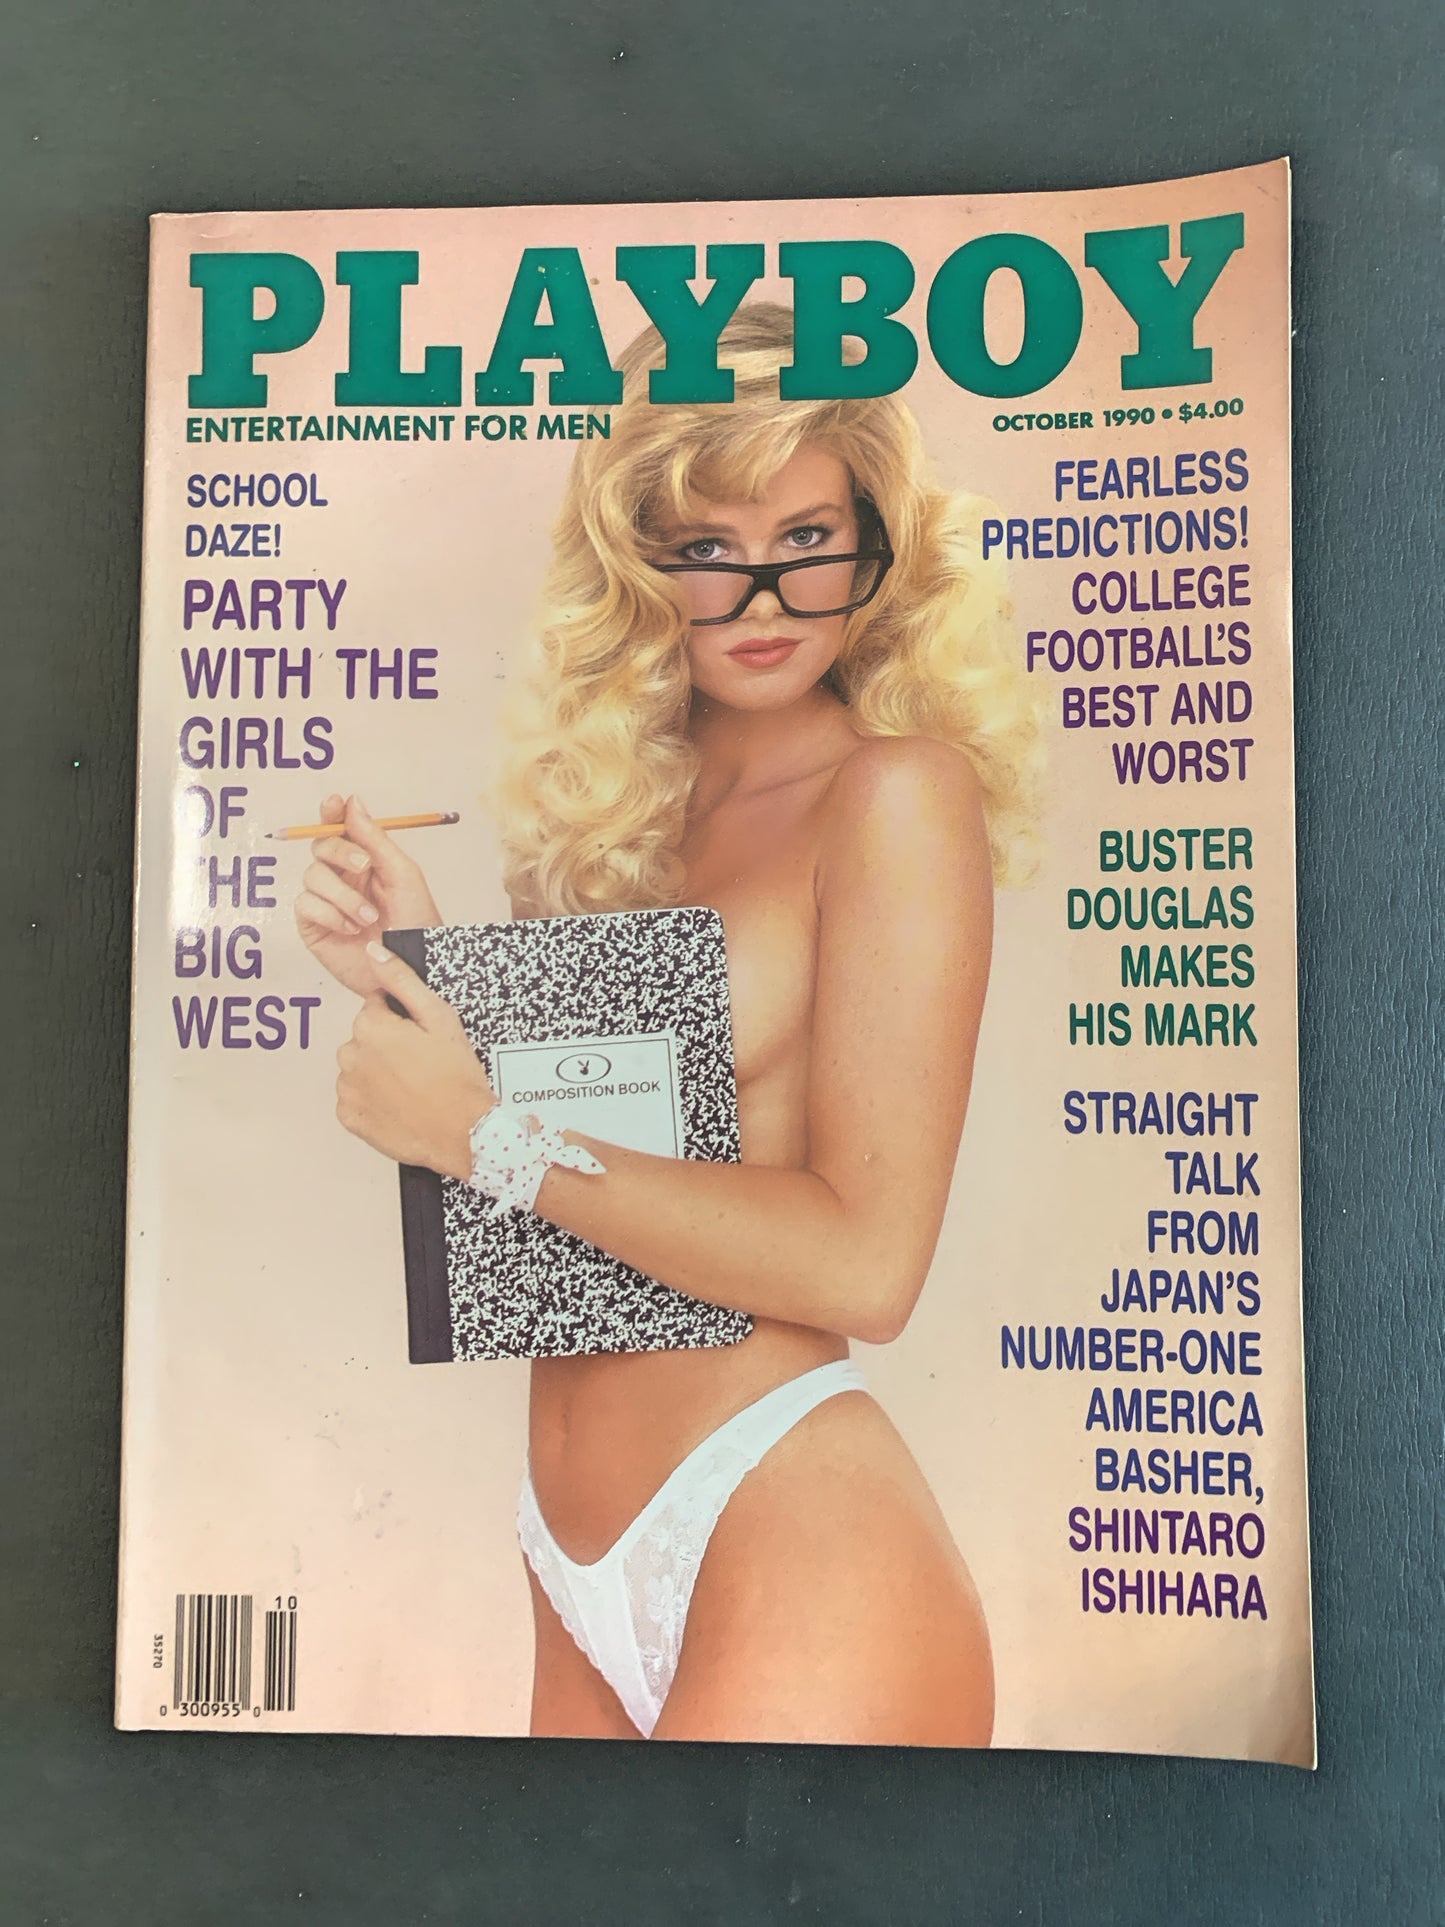 PLAYBOY
ENTERTAINMENT FOR MEN
OCTOBER 1990 • $4.00
SCHOOL
DAZE!
PARTY
WITH THE
GIRLS
OF
THE
BIG
WEST
FEARLESS
PREDICTIONS!
COLLEGE
FOOTBALL'S
BEST AND
WORST
BUSTER
DOUGLAS
MAKES
HIS MARK
STRAIGHT
TALK
FROM
JAPAN'S
NUMBER-ONE
AMERICA
BASHER,
SHINTARO
ISHIHARA
COMPOSITION BOOK
10
35270
0 300955 0